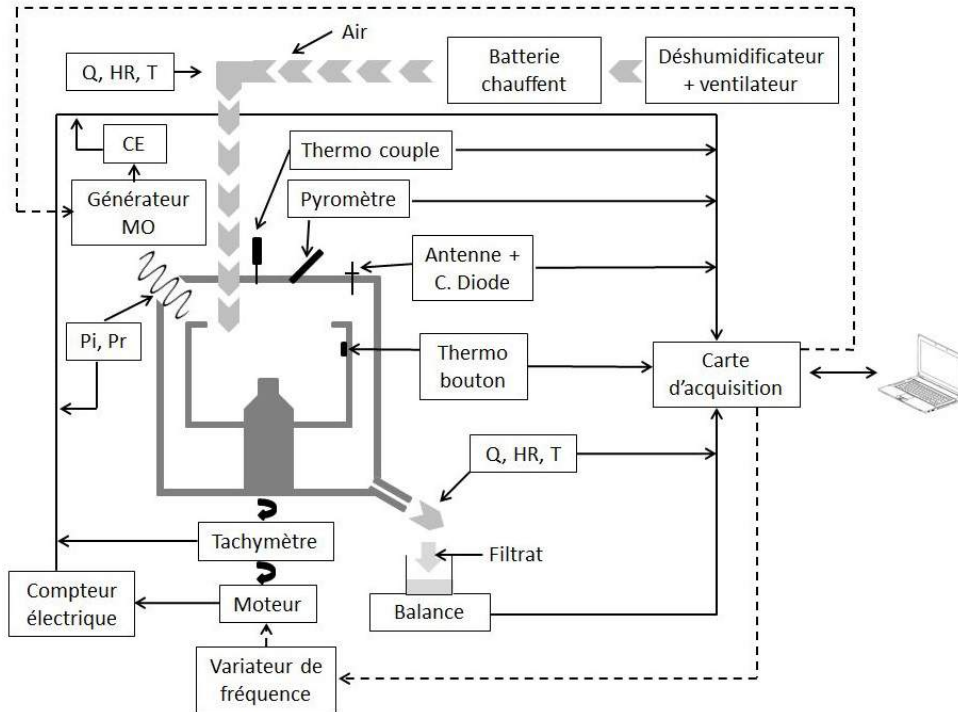 Air
Q, HR, T
Batterie
chauffent
Déshumidificateur
+ ventilateur
CE
Thermo couple
Générateur
MO
Pyromètre
Antenne +
C. Diode
Pi, Pr
Thermo
bouton
Carte
d'acquisition
Q, HR, T
Tachymètre
Filtrat
Compteur
électrique
Moteur
Balance
Variateur de
fréquence